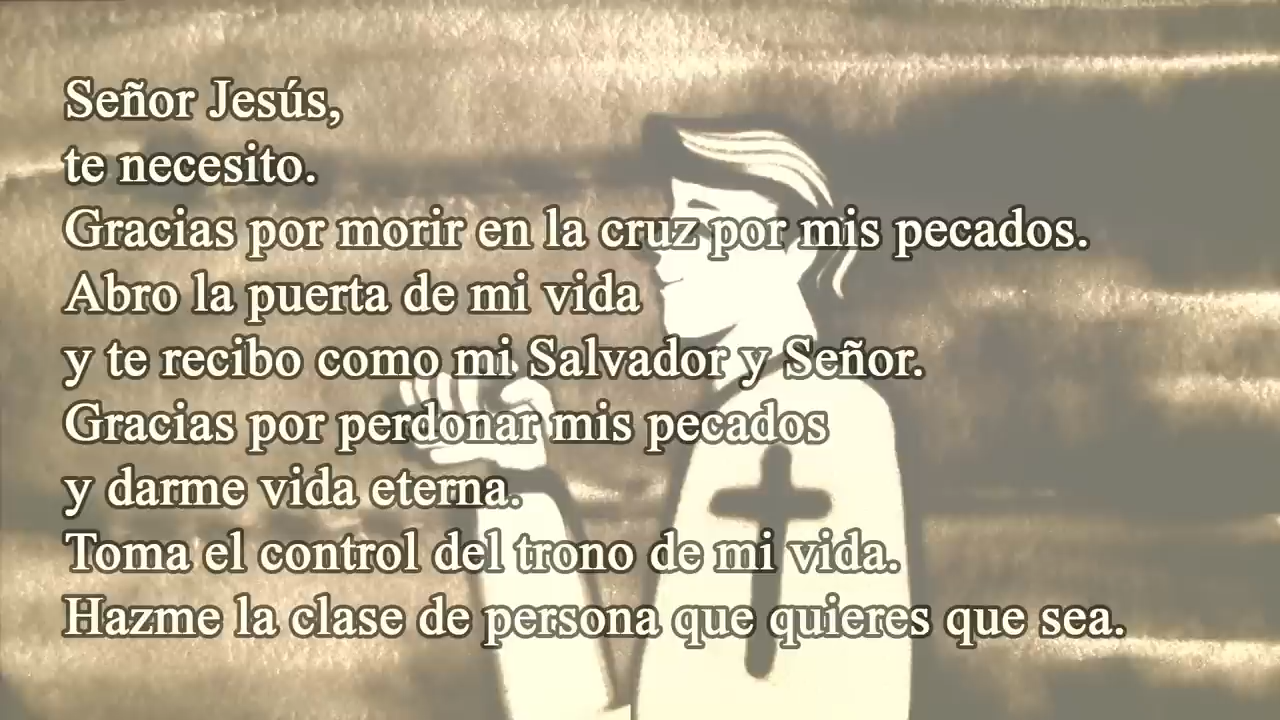 Señor Jesús,
te necesito.
Gracias por morir en la cruz por mis pecados.
Abro la puerta de mi vida
y te recibo como mi Salvador y Señor.
Gracias por perdonar mis pecados
y darme vida eterna.
Toma el control del trono de mi vida.
Hazme la clase de persona que quieres que sea.